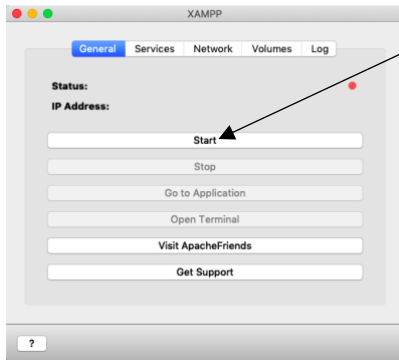 XAMPP
General Services Network Volumes Log
Status:
IP Address:
Start
Stop
Go to Application
Open Terminal
Visit ApacheFriends
Get Support
?